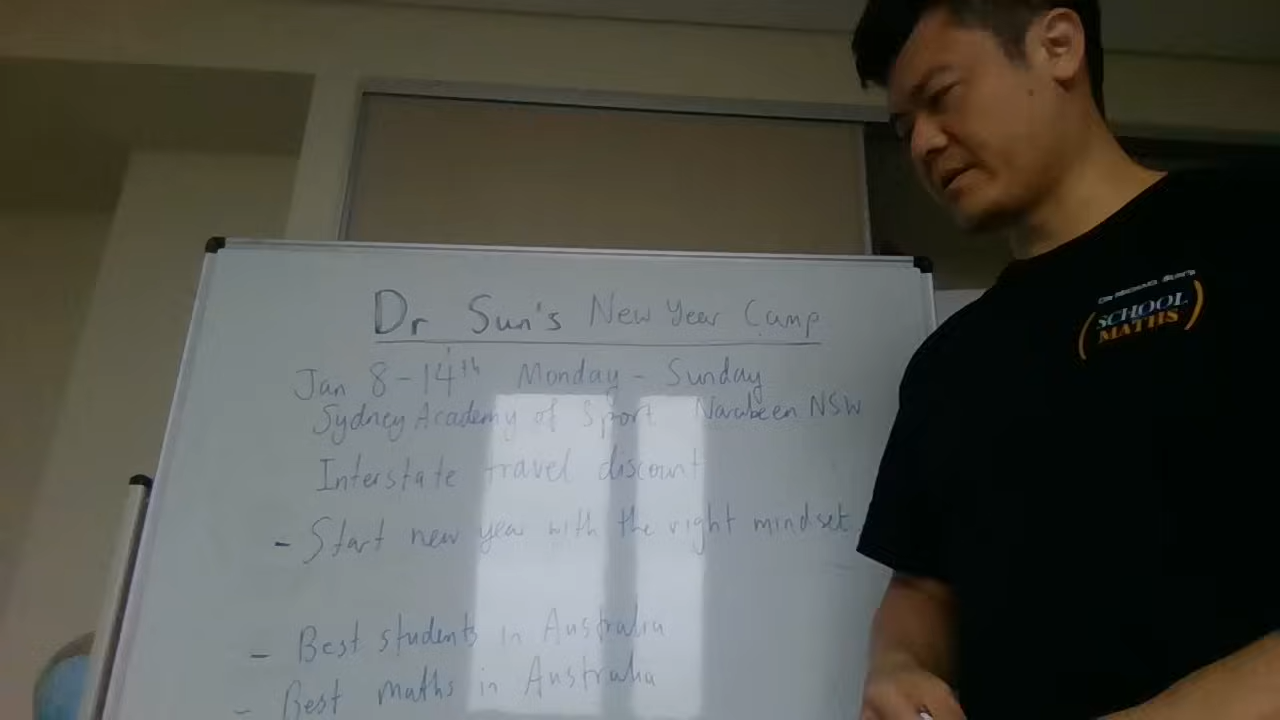 Dr Sun's New Year Camp
Jan 8-14th Monday - Sunday
Sydney Academy of Sport Narabeen NSW
Interstate travel discount
- Start new year with the right mindset.
- Best students in Australia
- Best maths in Australia
(SCHOOL
MATHS)